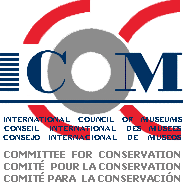 ICOM
INTERNATIONAL COUNCIL OF MUSEUMS
CONSEIL INTERNATIONAL DES MUSEES
CONSEJO INTERNACIONAL DE MUSEOS
COMMITTEE FOR CONSERVATION
COMITÉ POUR LA CONSERVATION
COMITÉ PARA LA CONSERVACIÓN